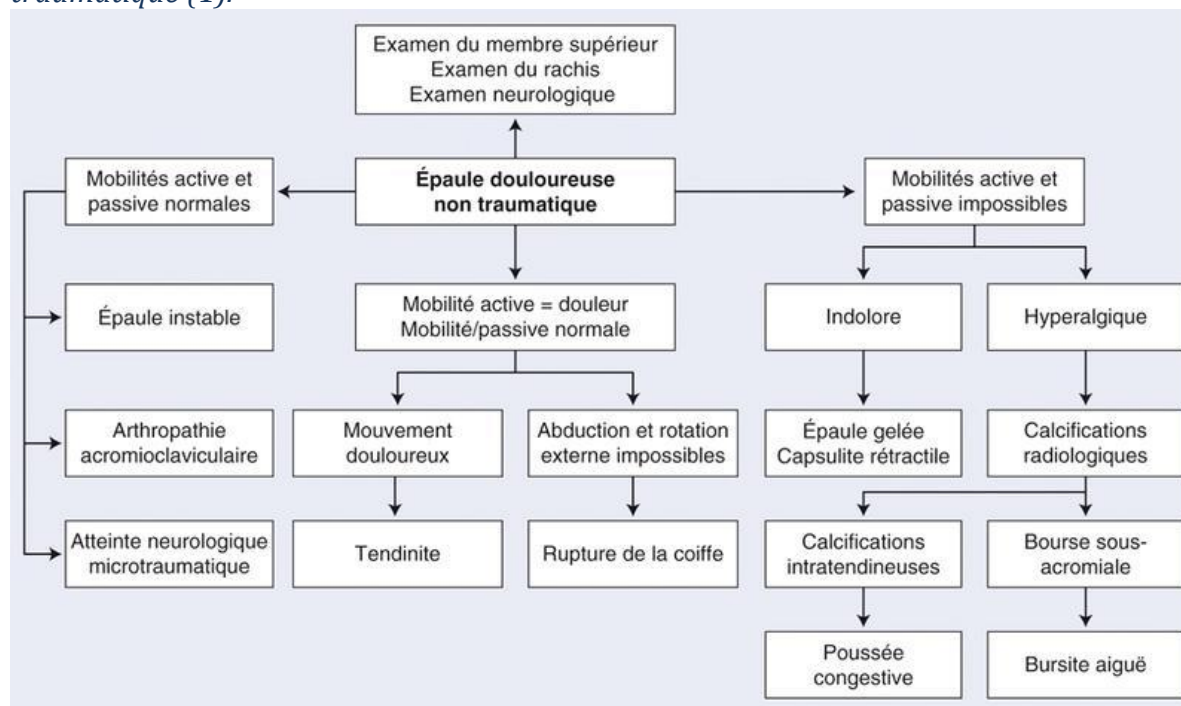 traumatique (1).
Examen du membre supérieur
Examen du rachis
Examen neurologique
Mobilités active et
passive normales
Épaule douloureuse
non traumatique
Mobilités active et
passive impossibles
Épaule instable
Mobilité active = douleur
Mobilité/passive normale
Indolore
Hyperalgique
Arthropathie
acromioclaviculaire
Mouvement
douloureux
Abduction et rotation
externe impossibles
Épaule gelée
Capsulite rétractile
Calcifications
radiologiques
Atteinte neurologique
microtraumatique
Tendinite
Rupture de la coiffe
Calcifications
intratendineuses
Bourse sous-
acromiale
Poussée
congestive
Bursite aiguë